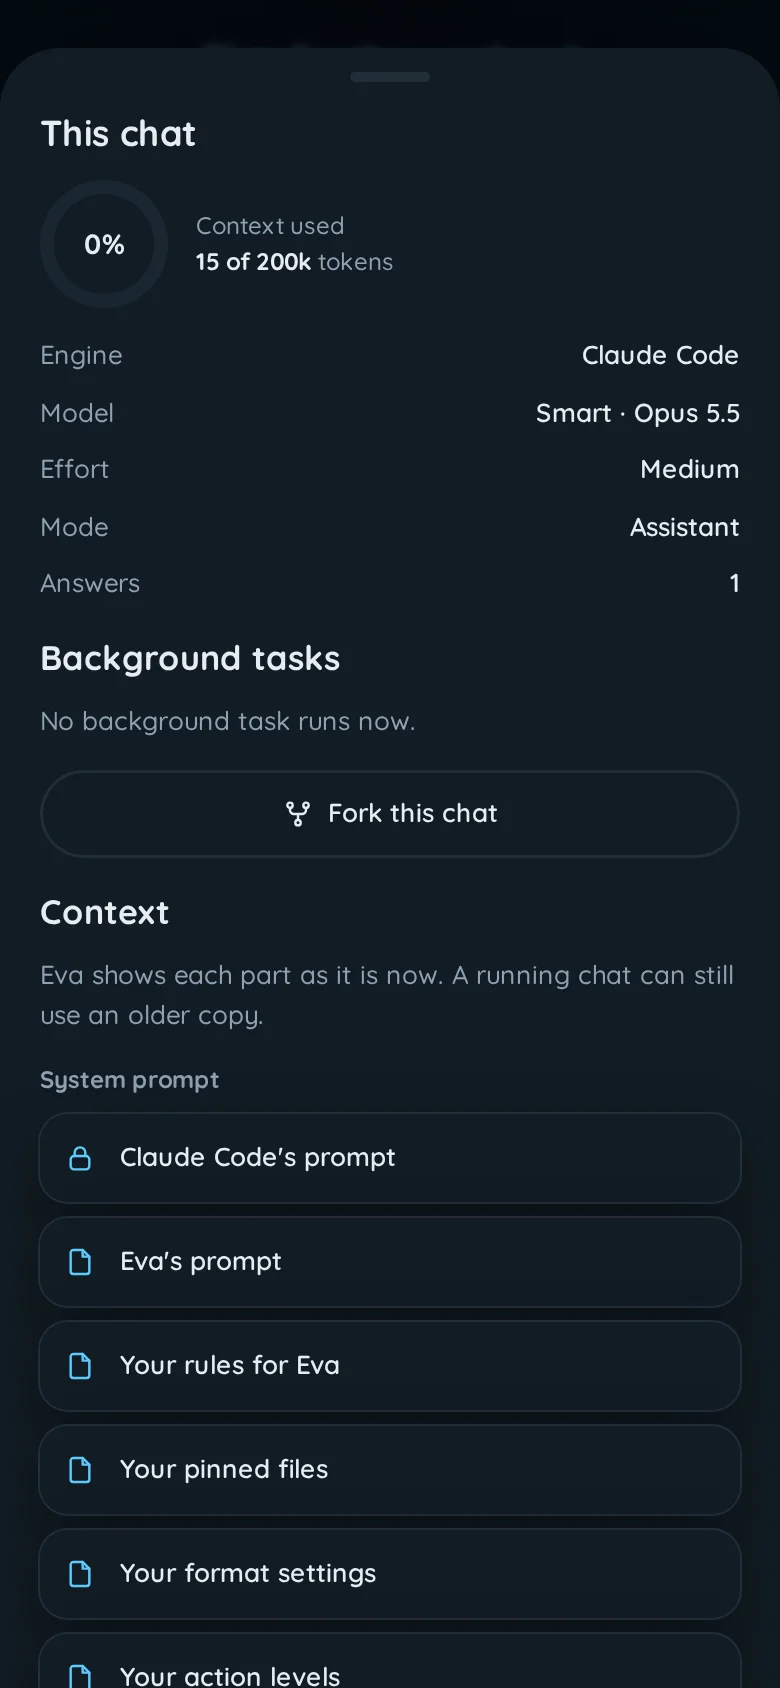 This chat
0%
Context used
15 of 200k tokens
Engine
Claude Code
Model
Smart · Opus 5.5
Effort
Medium
Mode
Assistant
Answers
1
Background tasks
No background task runs now.
Fork this chat
Context
Eva shows each part as it is now. A running chat can still
use an older copy.
System prompt
Claude Code's prompt
Eva's prompt
Your rules for Eva
Your pinned files
Your format settings
Your action levels